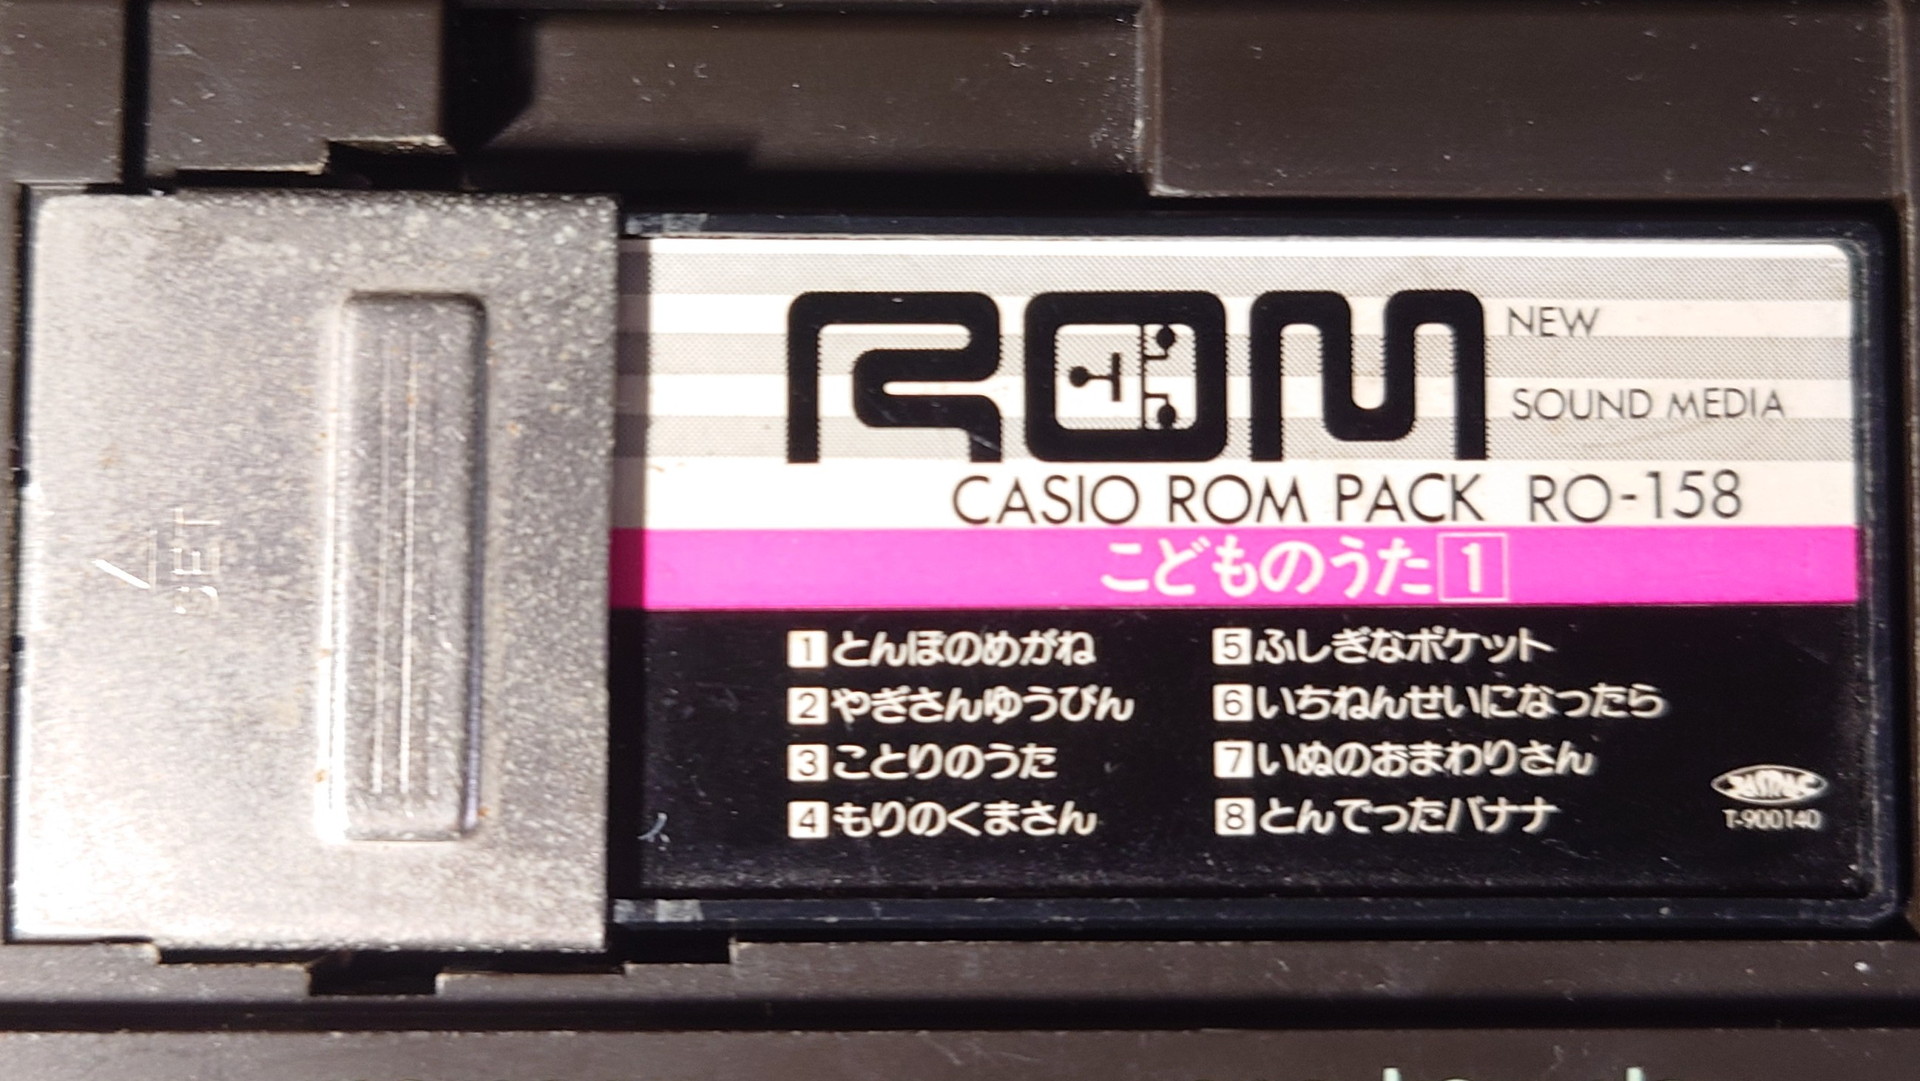 SET
ROM
NEW
SOUND MEDIA
CASIO ROM PACK RO-158
こどものうた 1
1 とんぼのめがね
2 やぎさんゆうびん
3 ことりのうた
4 もりのくまさん
5 ふしぎなポケット
6 いちねんせいになったら
7 いぬのおまわりさん
8 とんでったバナナ
JASRAC
T-900140